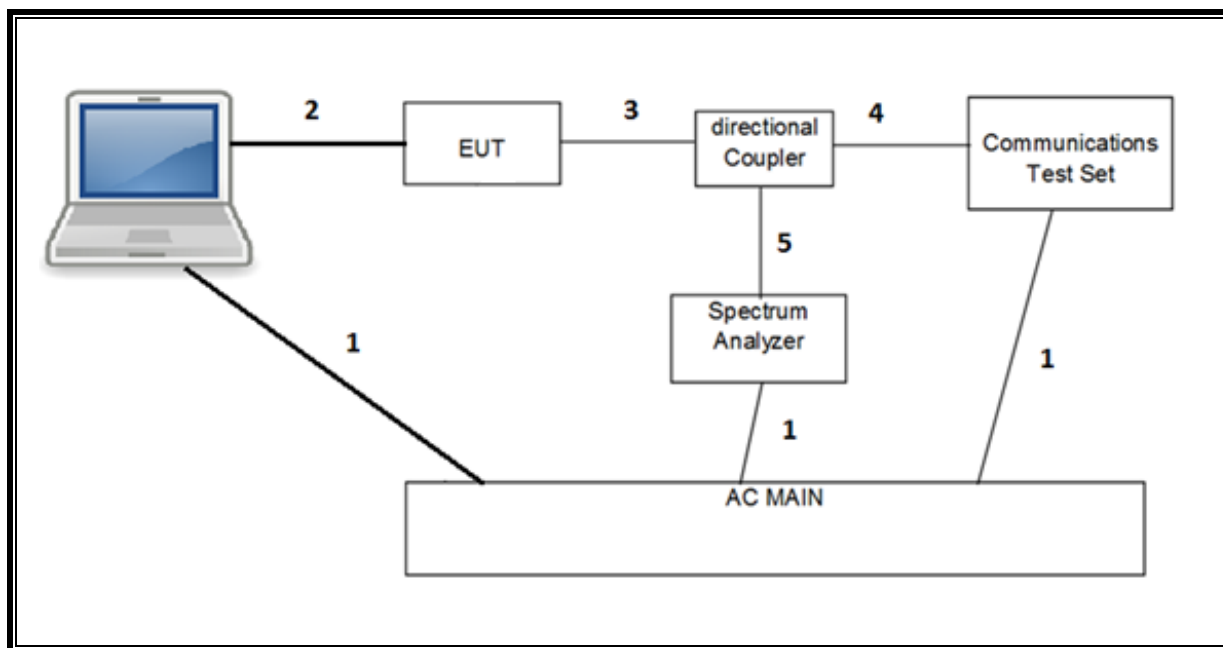 2
EUT
3
directional
Coupler
4
Communications
Test Set
5
Spectrum
Analyzer
1
1
1
AC MAIN